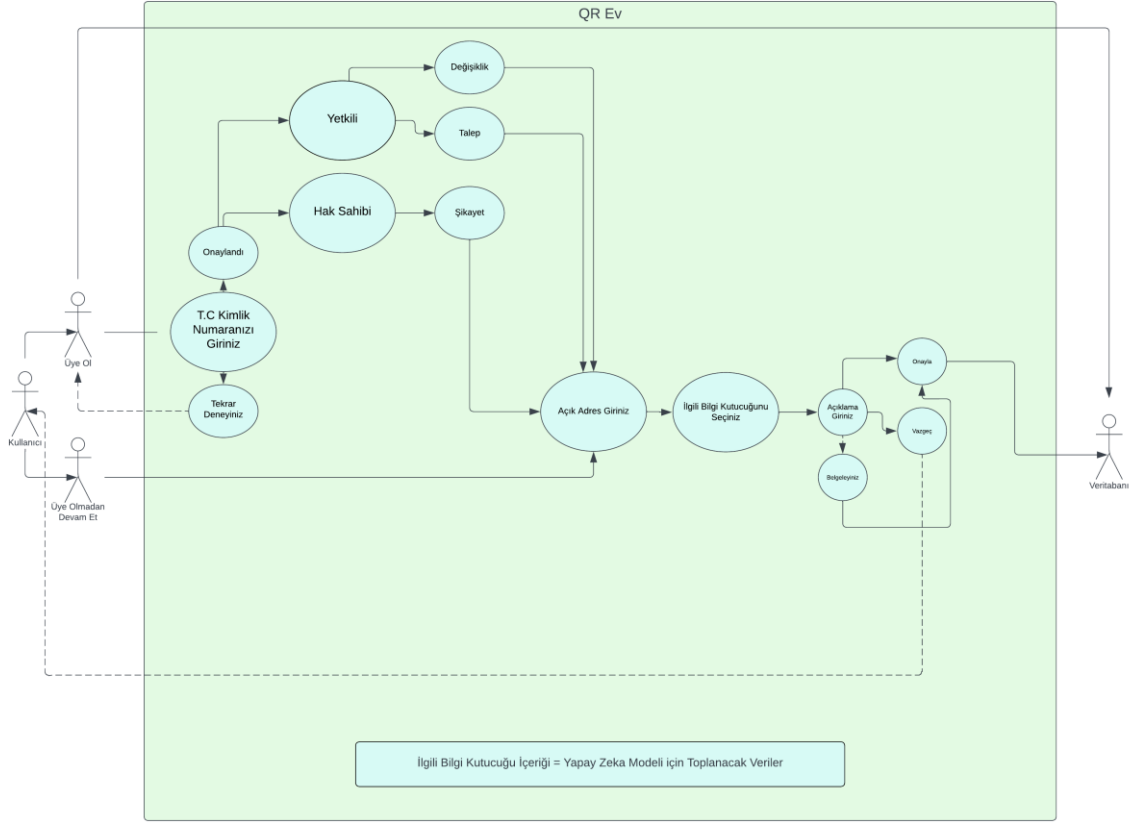 QR Ev
Değişiklik
Yetkili
Talep
Hak Sahibi
Şikayet
Onaylandı
T.C Kimlik
Numaranızı
Giriniz
Üye Ol
Tekrar
Deneyiniz
Kullanıcı
Üye Olmadan
Devam Et
Açık Adres Giriniz
İlgili Bilgi Kutucuğunu
Seçiniz
Açıklama
Giriniz
Onayla
Vazgeç
Belgeleyiniz
Veritabanı
İlgili Bilgi Kutucuğu İçeriği = Yapay Zeka Modeli için Toplanacak Veriler